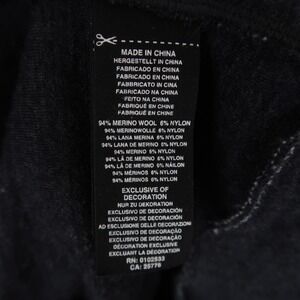 MADE IN CHINA
HERGESTELLT IN CHINA
FABRICADO EN CHINA
FABRICADO EN CHINA
FABBRICATO IN CHINA
FABRICADO NA CHINA
FEITO NA CHINA
FABRIQUÉ EN CHINE
FABRIQUÉ EN CHINE
94% MERINO WOOL 6% NYLON
94% MERINOWOLLE 6% NYLON
94% LANA MERINA 6% NYLON
94% LANA DE MERINO 6% NYLON
94% MERINO 6% NYLON
94% LÃ DE MERINO 6% NYLON
94% LÃ MERINO 6% NÁILON
94% MÉRINOS 6% NYLON
94% MÉRINOS 6% NYLON
EXCLUSIVE OF
DECORATION
NUR ZU DEKORATION
EXCLUSIVO DE DECORACIÓN
EXCLUSIVO DE DECORACIÓN
AD ESCLUSIONE DELLE DECORAZIONI
EXCLUSIVO DE DECORAÇÃO
EXCLUSIVO DE DECORAÇÃO
DÉCORATION EXCLUSIVE
EXCLUANT LA DÉCORATION
RN: 0102533
CA: 25776